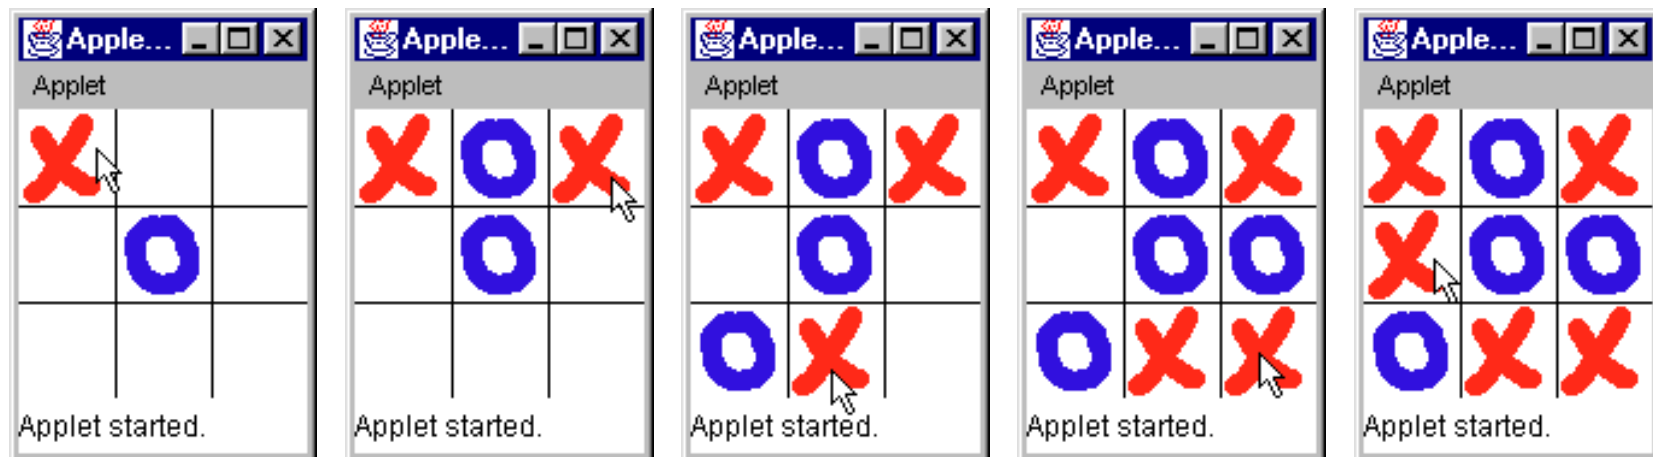 Apple...
Applet
X
O
Applet started.
Apple...
Applet
X O X
O
Applet started.
Apple...
Applet
X O X
O
O X
Applet started.
Apple...
Applet
X O X
O O
O X X
Applet started.
Apple...
Applet
X O X
X O O
O X X
Applet started.